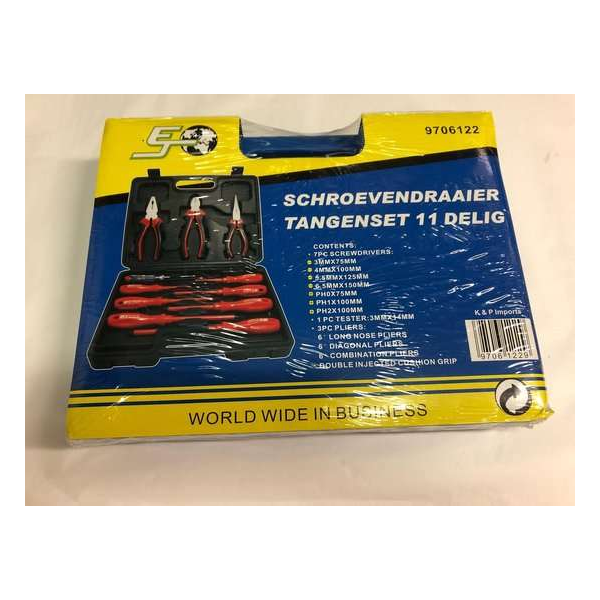 9706122
SCHROEVENDRAAIER
TANGENSET 11 DELIG
CONTENTS:
7PC SCREWDRIVERS:
3MMX75MM
4MMX100MM
5.5MMX125MM
6.5MMX150MM
PH0X75MM
PH1X100MM
PH2X100MM
1 PC TESTER:3MMX14MM
3PC PLIERS:
6" LONG NOSE PLIERS
6" DIAGONAL PLIERS
6" COMBINATION PLIERS
DOUBLE INJECTED CUSHION GRIP
K & P Imports
9706 1229
WORLD WIDE IN BUSINESS